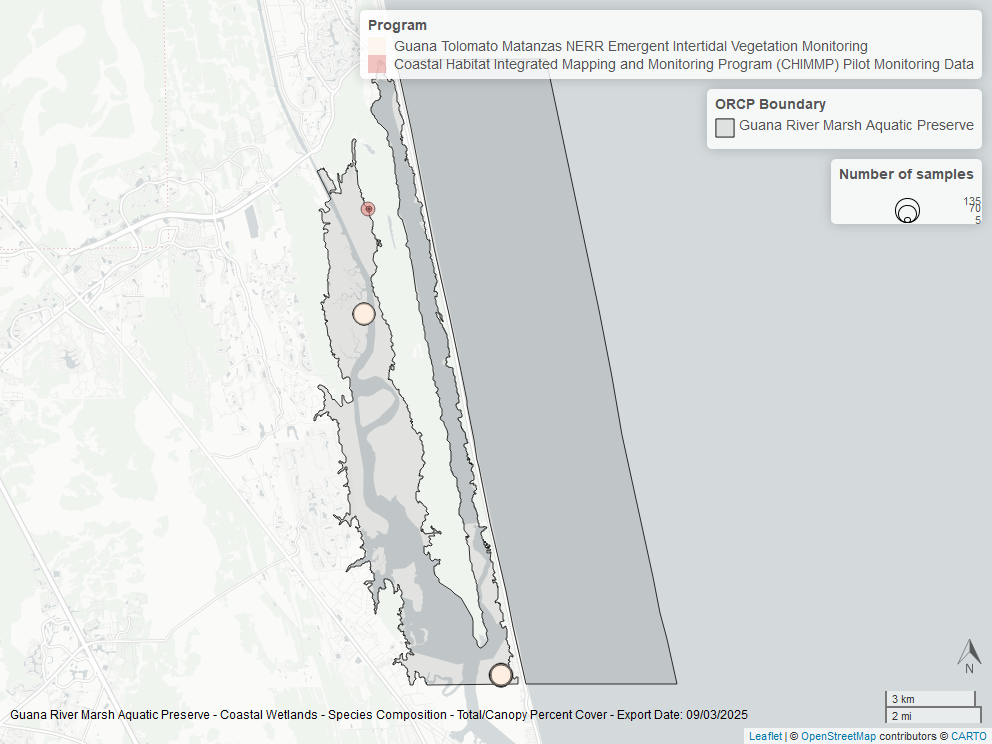 Program
Guana Tolomato Matanzas NERR Emergent Intertidal Vegetation Monitoring
Coastal Habitat Integrated Mapping and Monitoring Program (CHIMMP) Pilot Monitoring Data
ORCP Boundary
Guana River Marsh Aquatic Preserve
Number of samples
135
70
5
N
3 km
2 mi
Guana River Marsh Aquatic Preserve - Coastal Wetlands - Species Composition - Total/Canopy Percent Cover - Export Date: 09/03/2025
Leaflet | © OpenStreetMap contributors © CARTO